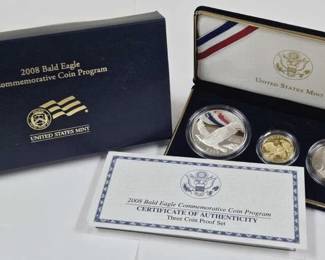 2008 Bald Eagle
Commemorative Coin Program
UNITED STATES MINT
UNITED STATES MINT
2008 Bald Eagle Commemorative Coin Program
CERTIFICATE OF AUTHENTICITY
Three Coin Proof Set